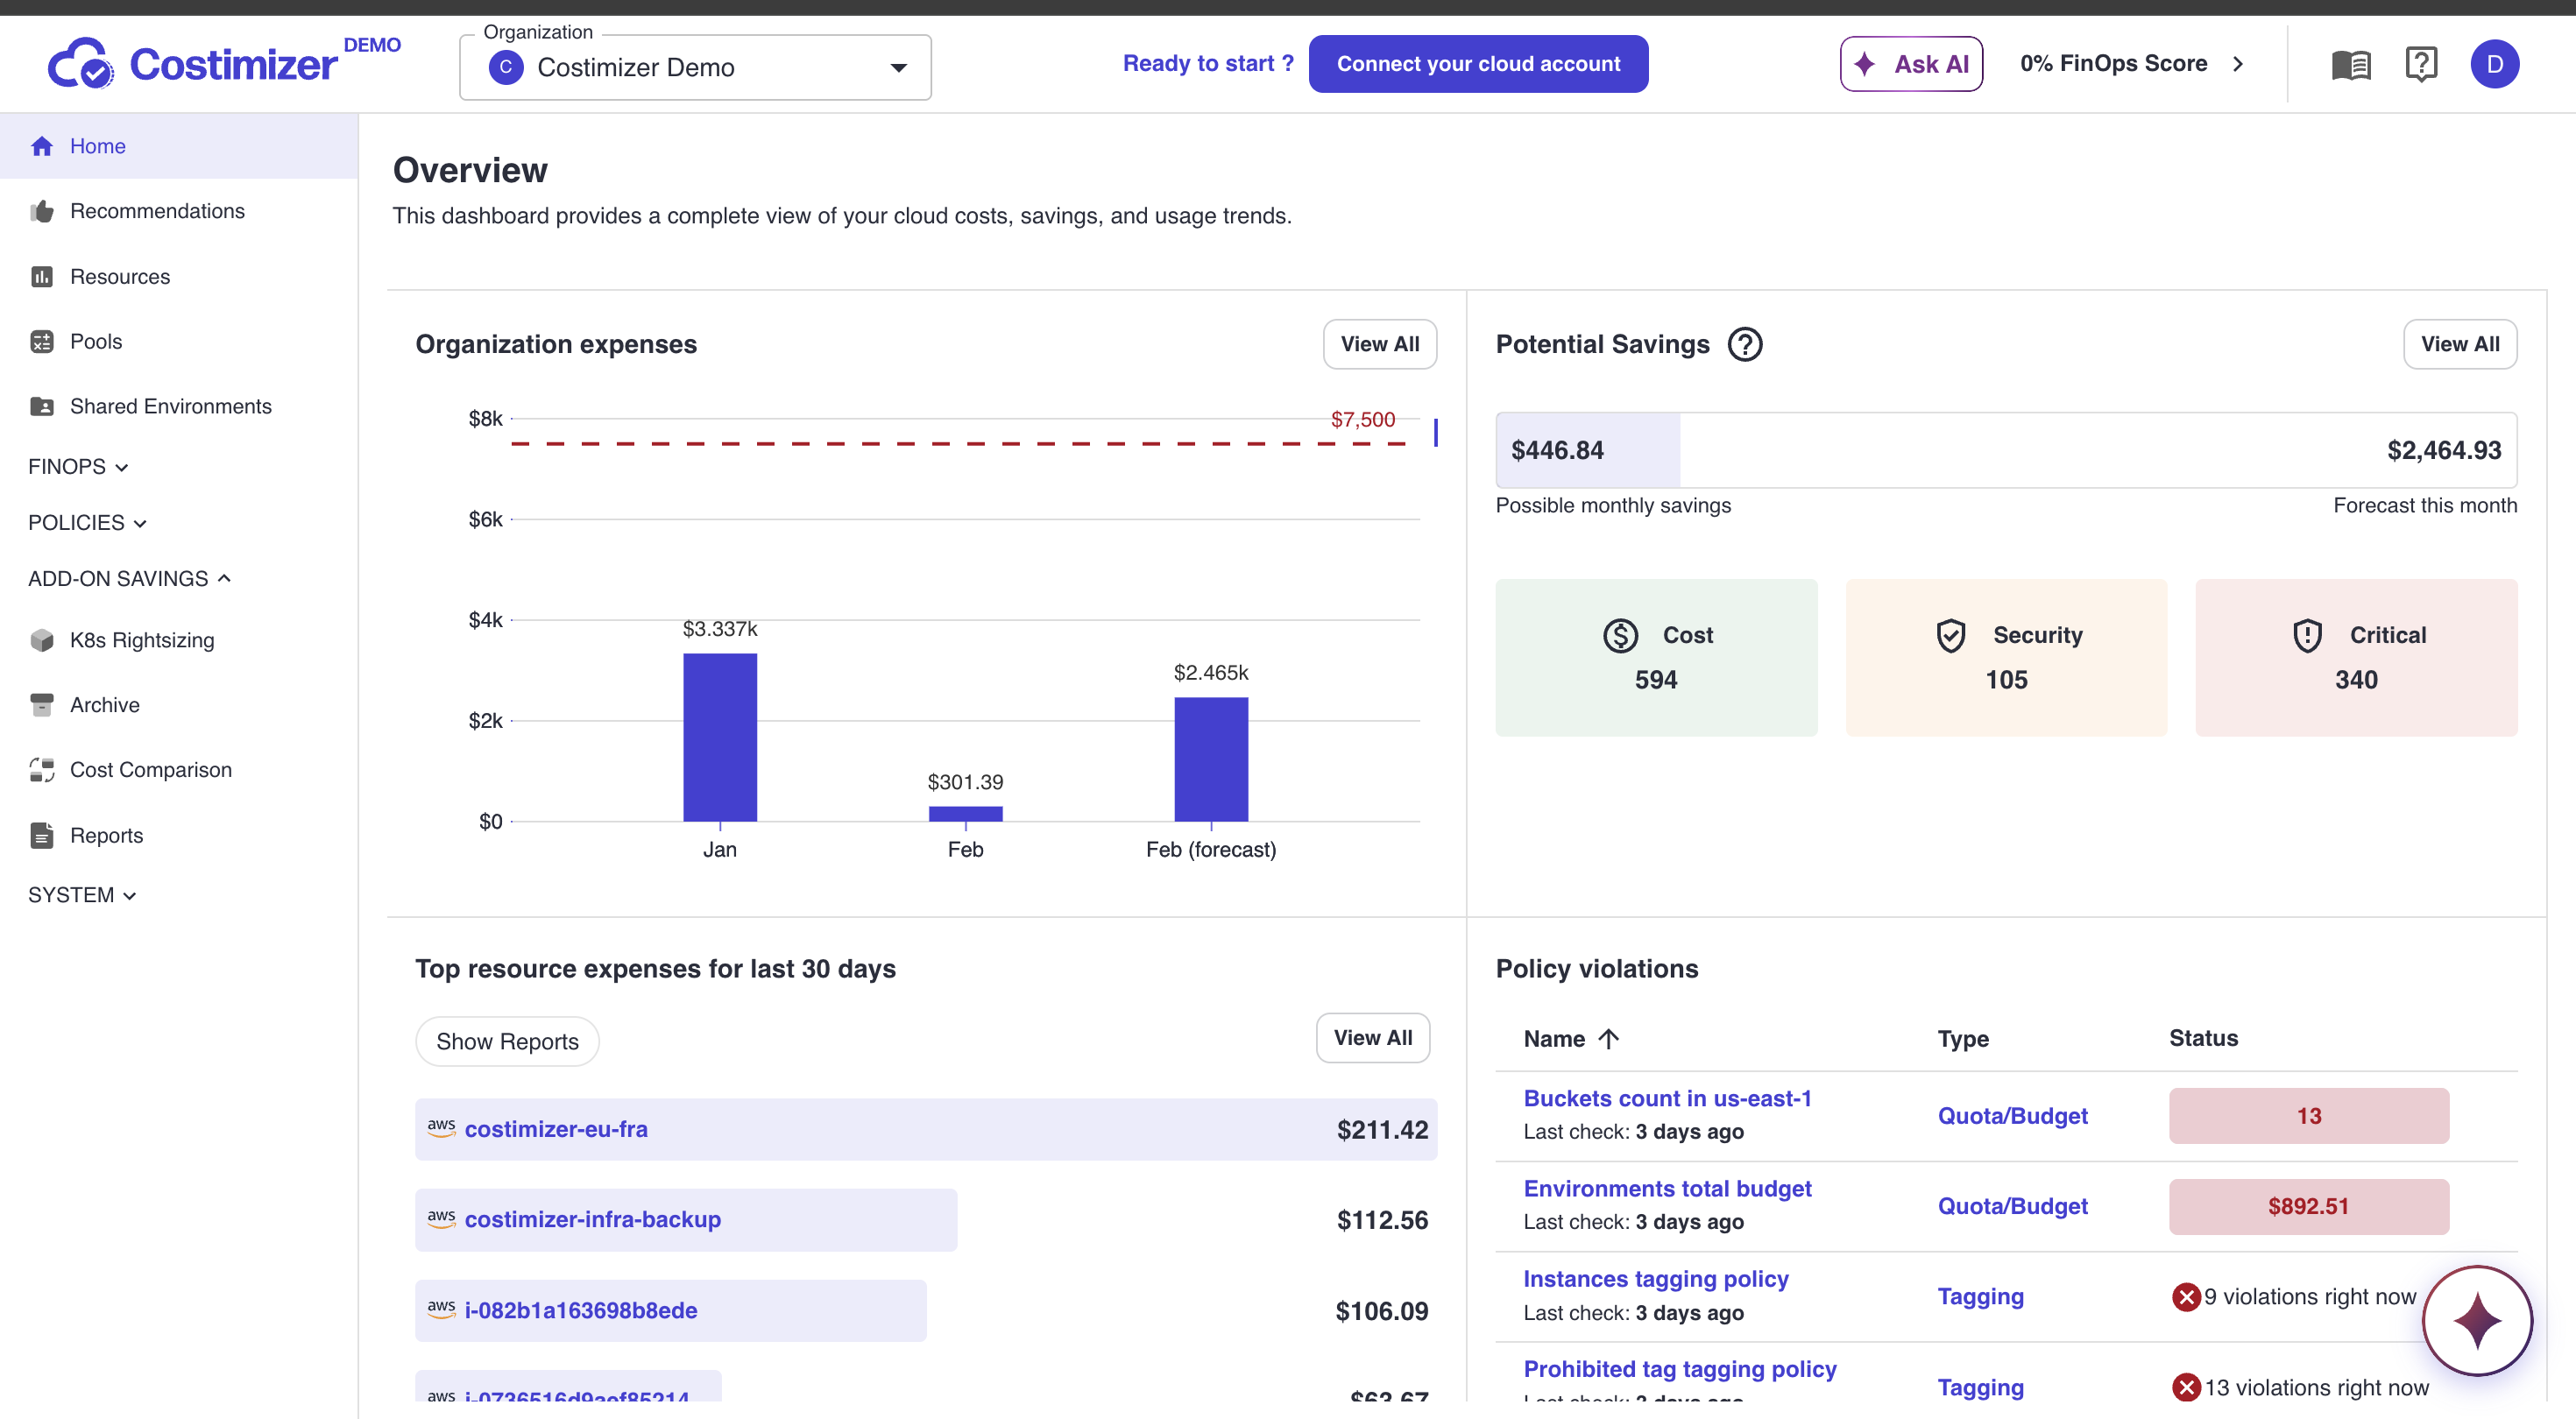 Costimizer DEMO
Organization
C Costimizer Demo
Ready to start ?
Connect your cloud account
Ask AI
0% FinOps Score
D
Home
Recommendations
Resources
Pools
Shared Environments
FINOPS
POLICIES
ADD-ON SAVINGS
K8s Rightsizing
Archive
Cost Comparison
Reports
SYSTEM
Overview
This dashboard provides a complete view of your cloud costs, savings, and usage trends.
Organization expenses
View All
$8k
$7,500
$6k
$4k
$3.337k
$2.465k
$2k
$301.39
$0
Jan
Feb
Feb (forecast)
Potential Savings
View All
$446.84
$2,464.93
Possible monthly savings
Forecast this month
Cost
594
Security
105
Critical
340
Top resource expenses for last 30 days
Show Reports
View All
aws costimizer-eu-fra $211.42
aws costimizer-infra-backup $112.56
aws i-082b1a163698b8ede $106.09
aws i-0736516d9aef85214 $63.67
Policy violations
Name Type Status
Buckets count in us-east-1
Last check: 3 days ago
Quota/Budget
13
Environments total budget
Last check: 3 days ago
Quota/Budget
$892.51
Instances tagging policy
Last check: 3 days ago
Tagging
9 violations right now
Prohibited tag tagging policy
Last check: 3 days ago
Tagging
13 violations right now